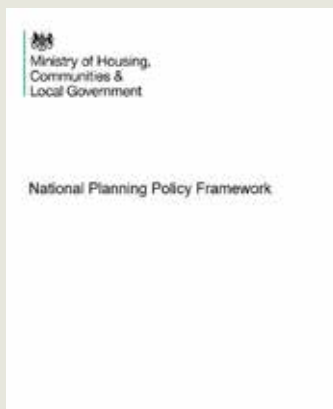 Ministry of Housing,
Communities &
Local Government
National Planning Policy Framework